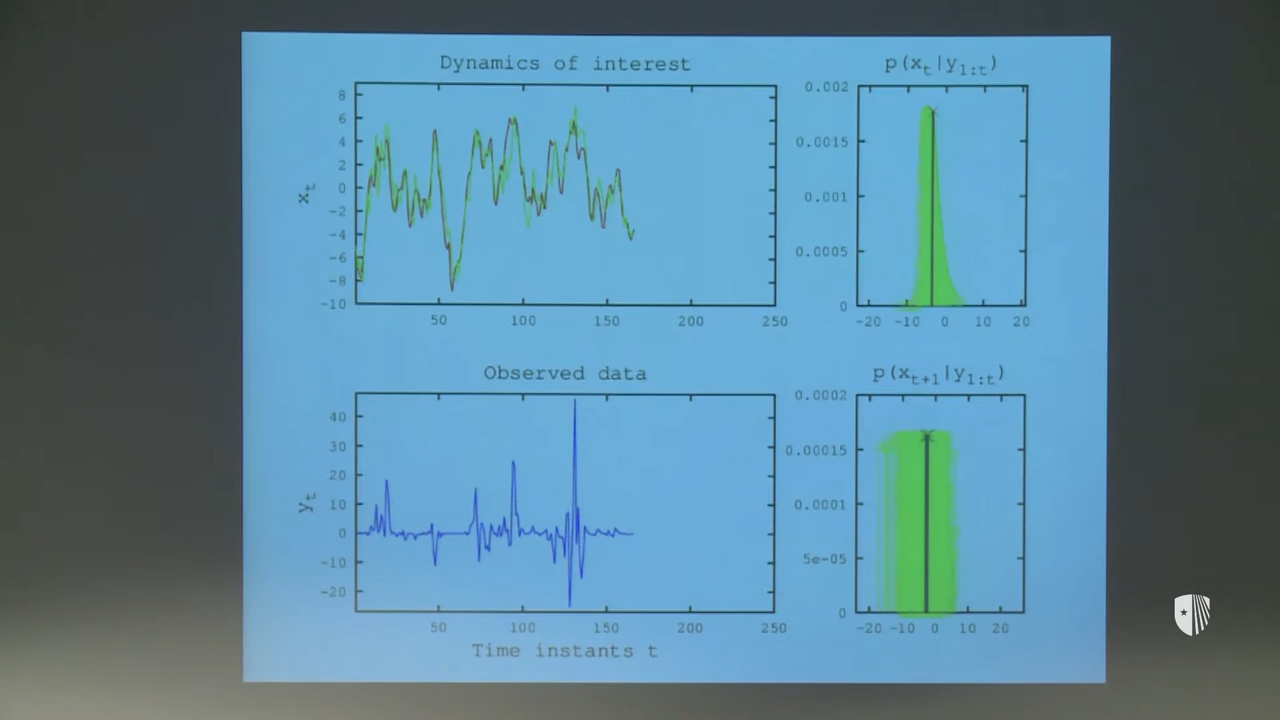 Dynamics of interest
p(x_t|y_1:t)
8
6
4
2
0
-2
-4
-6
-8
-10
x_t
50 100 150 200 250
0.002
0.0015
0.001
0.0005
0
-20 -10 0 10 20
Observed data
p(x_t+1|y_1:t)
40
30
20
10
0
-10
-20
y_t
50 100 150 200 250
Time instants t
0.0002
0.00015
0.0001
5e-05
0
-20 -10 0 10 20